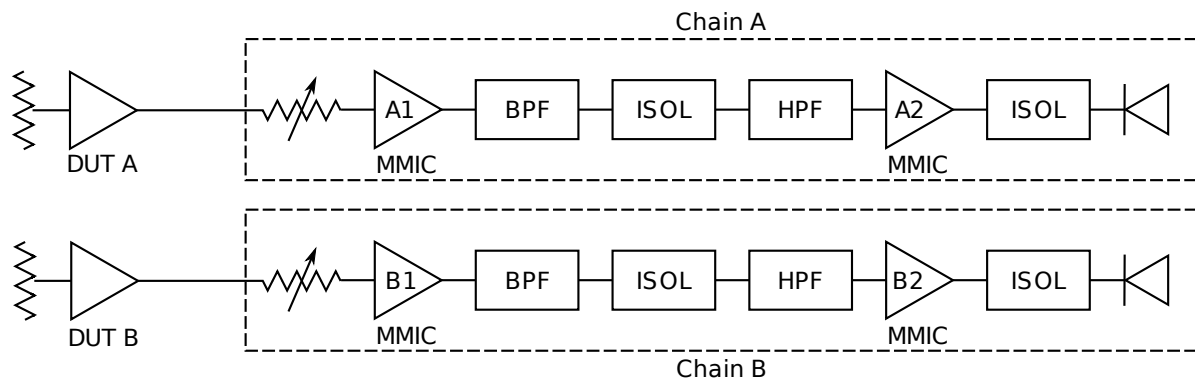 Chain A
A1 BPF ISOL HPF A2 ISOL
DUT A MMIC MMIC
B1 BPF ISOL HPF B2 ISOL
DUT B MMIC MMIC
Chain B